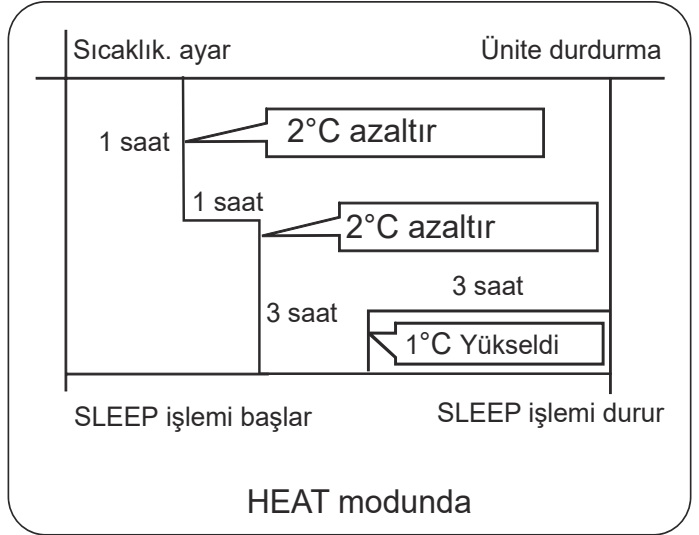 Sıcaklık. ayar
Ünite durdurma
1 saat
2°C azaltır
1 saat
2°C azaltır
3 saat
3 saat
1°C Yükseldi
SLEEP işlemi başlar
SLEEP işlemi durur
HEAT modunda